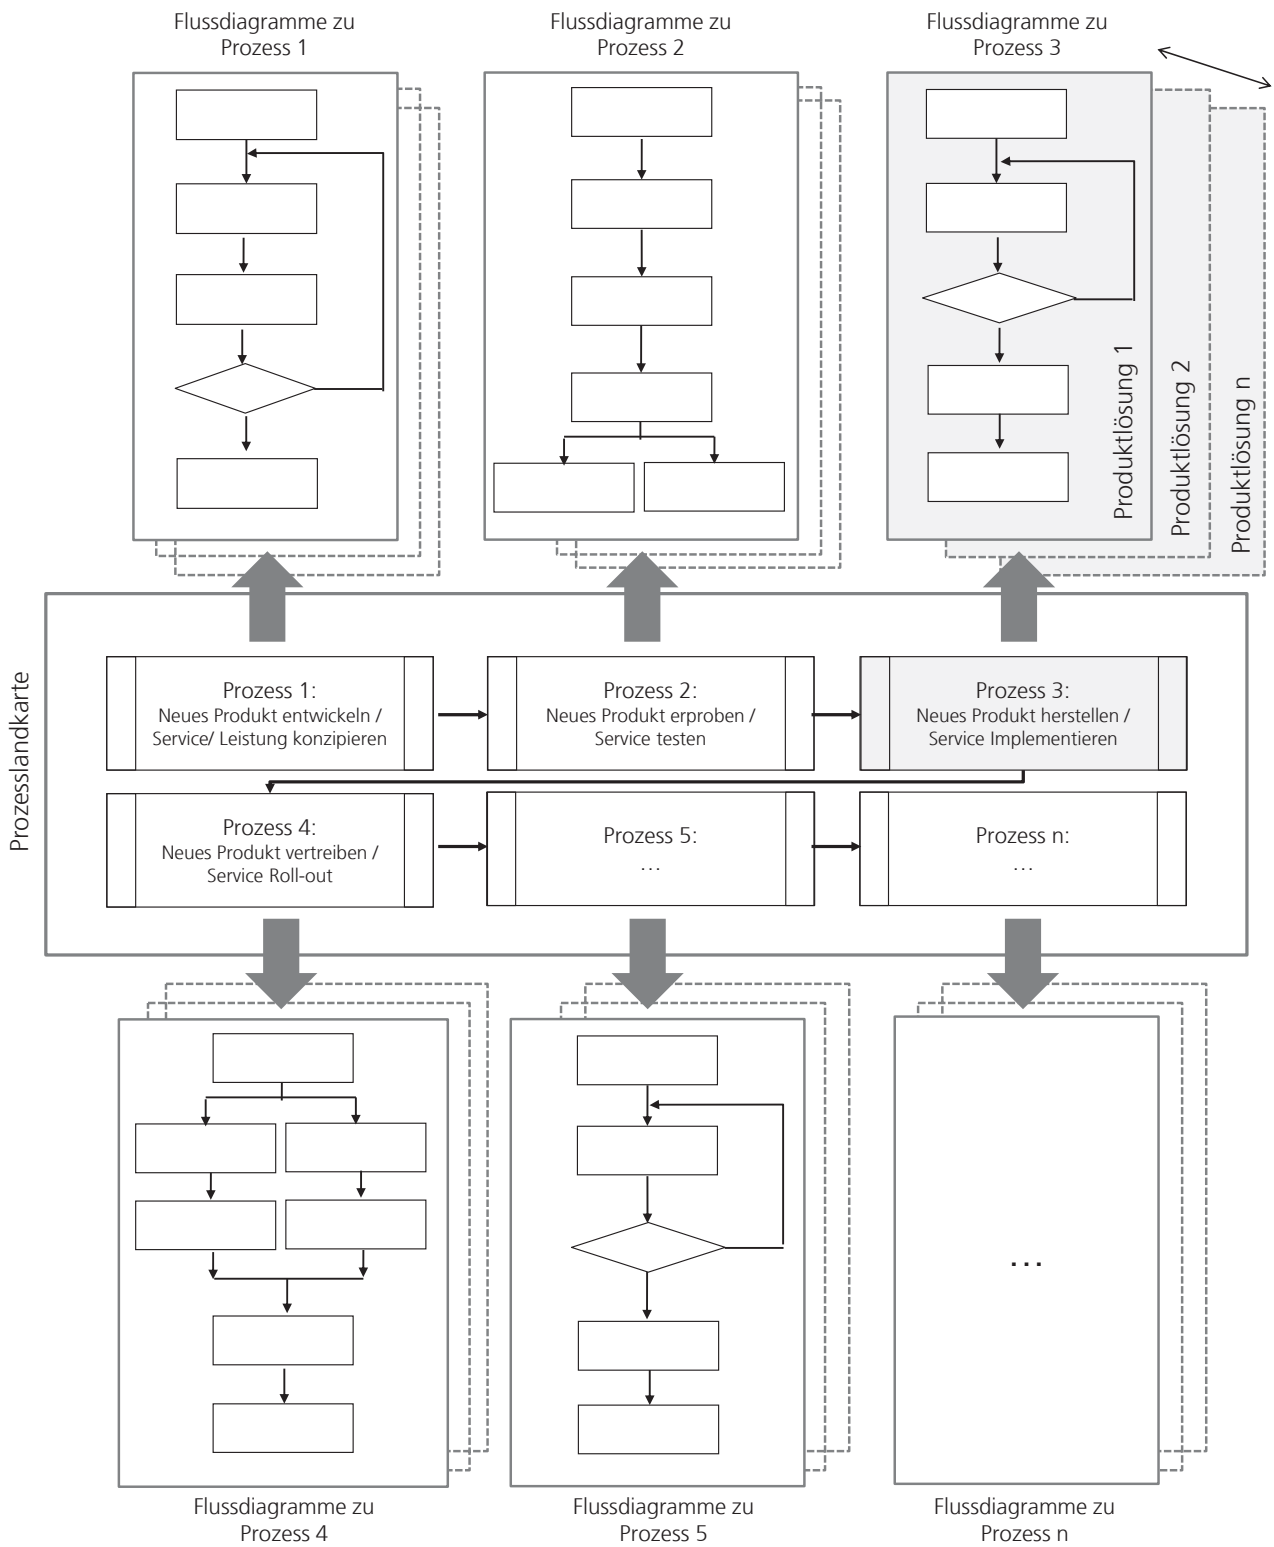 Flussdiagramme zu
Prozess 1
Flussdiagramme zu
Prozess 2
Flussdiagramme zu
Prozess 3
Produktlösung 1
Produktlösung 2
Produktlösung n
Prozesslandkarte
Prozess 1:
Neues Produkt entwickeln /
Service/ Leistung konzipieren
Prozess 2:
Neues Produkt erproben /
Service testen
Prozess 3:
Neues Produkt herstellen /
Service Implementieren
Prozess 4:
Neues Produkt vertreiben /
Service Roll-out
Prozess 5:
...
Prozess n:
...
...
Flussdiagramme zu
Prozess 4
Flussdiagramme zu
Prozess 5
Flussdiagramme zu
Prozess n